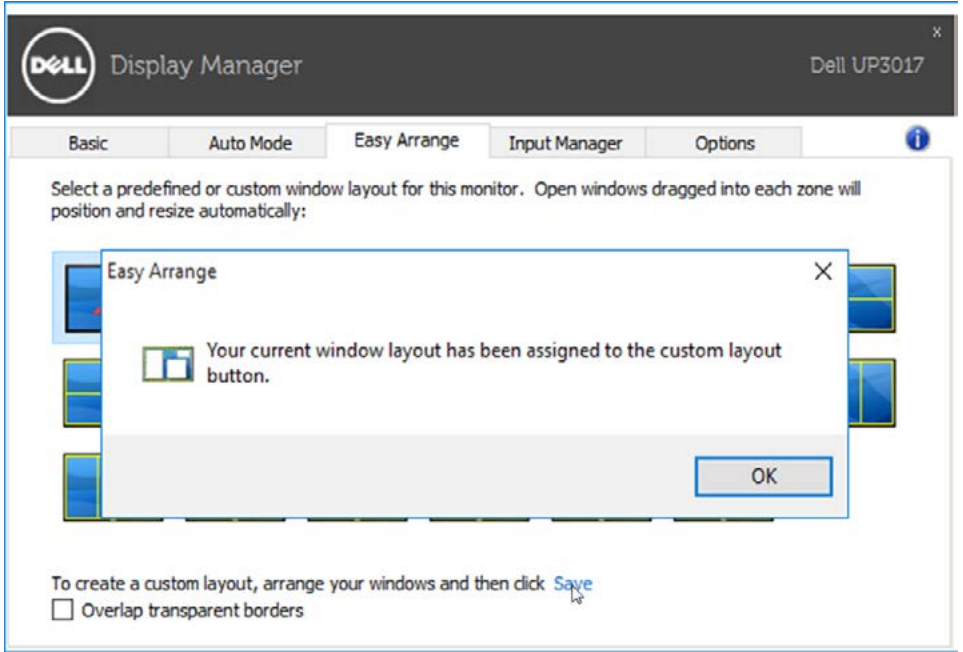 x
DELL
Display Manager
Dell UP3017
Basic
Auto Mode
Easy Arrange
Input Manager
Options
i
Select a predefined or custom window layout for this monitor.  Open windows dragged into each zone will
position and resize automatically:
Easy Arrange
Your current window layout has been assigned to the custom layout
button.
OK
To create a custom layout, arrange your windows and then click Save
Overlap transparent borders